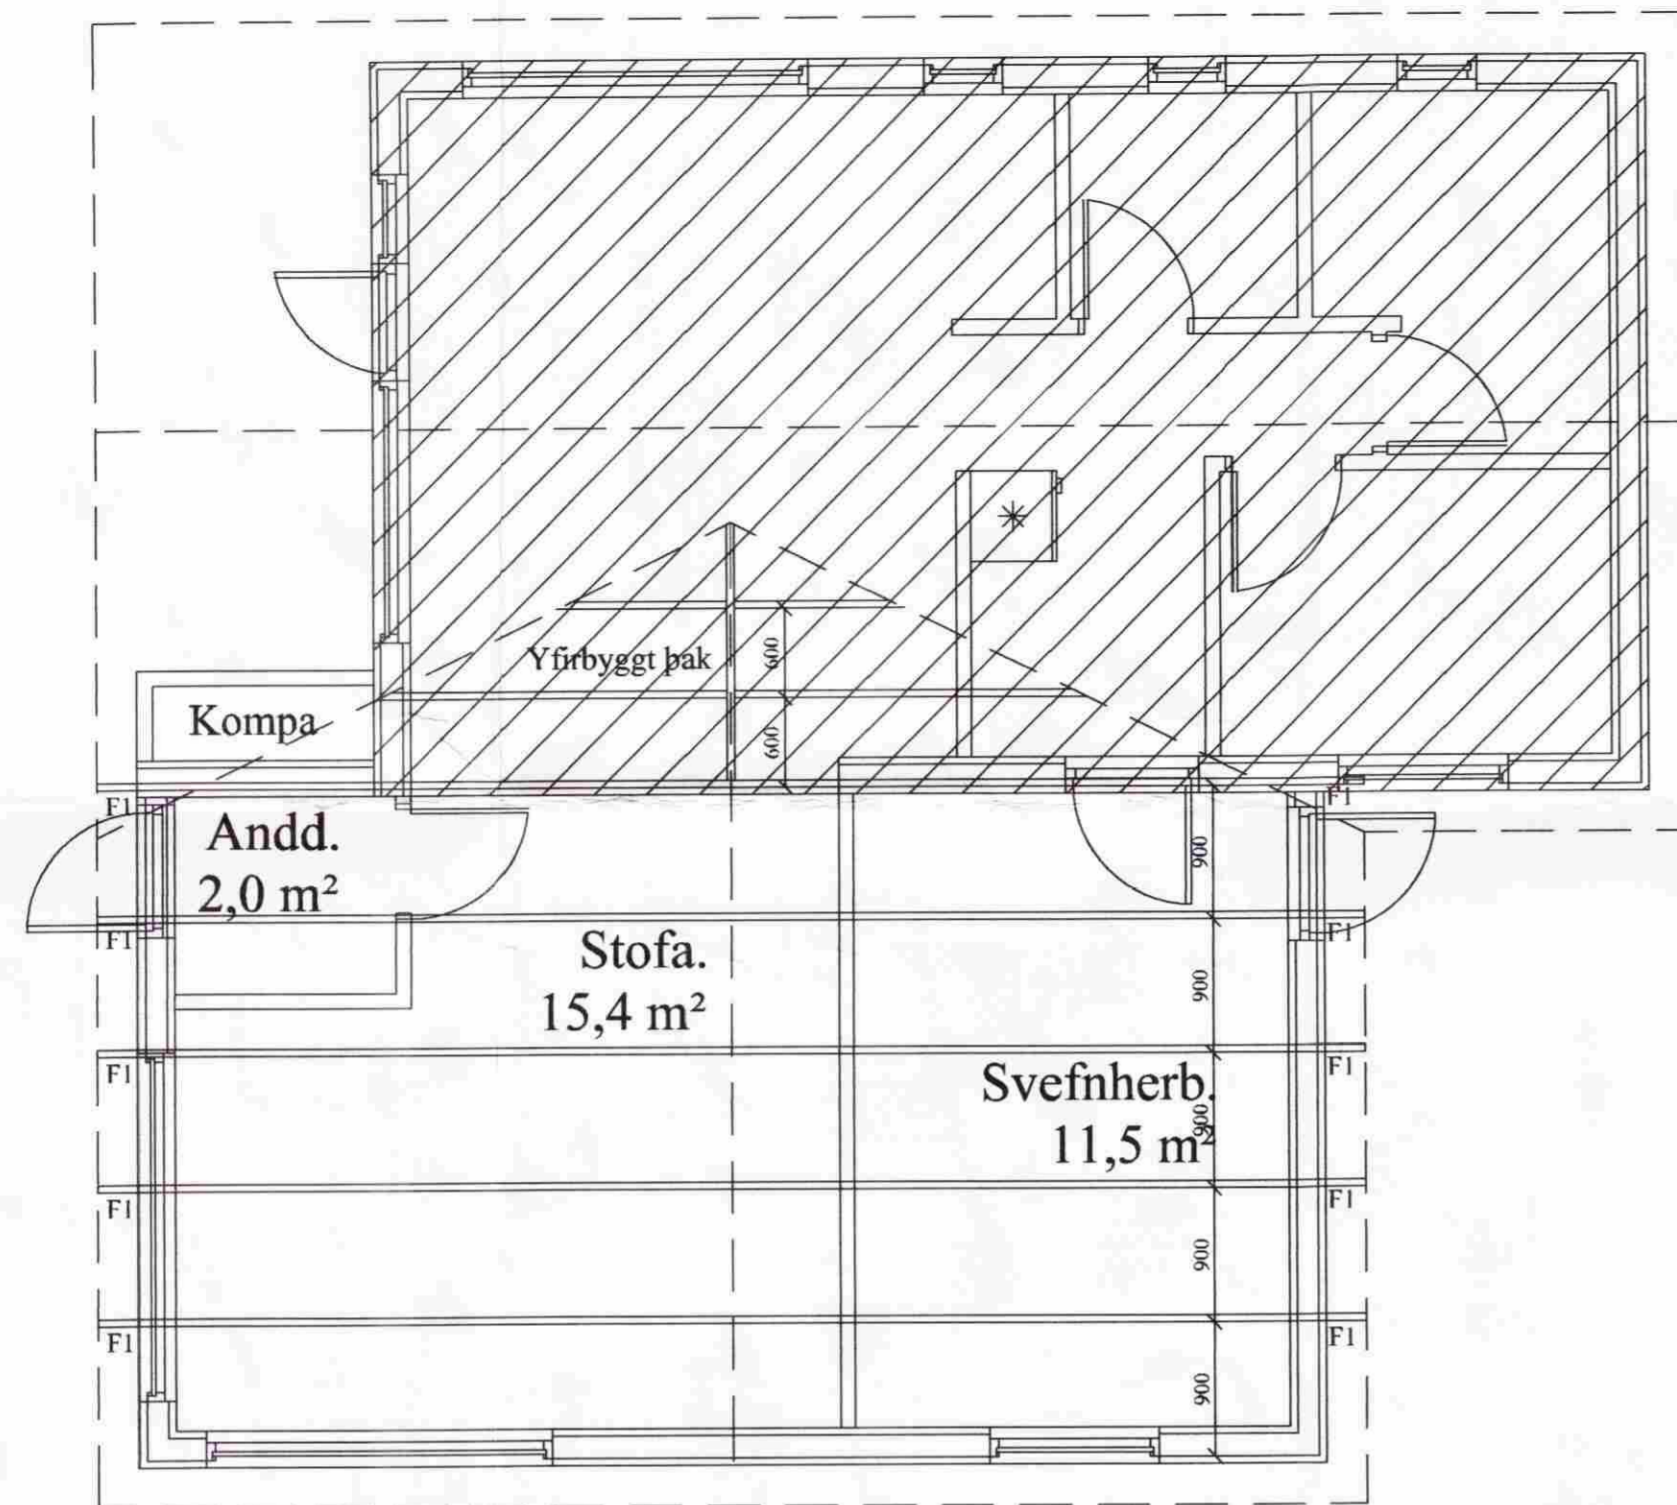 Yfirbyggt þak
600
600
Kompa
F1
F1
Andd.
2,0 m²
900
F1
F1
Stofa.
15,4 m²
900
F1
F1
Svefnherb.
11,5 m²
900
F1
F1
900
F1
F1
900